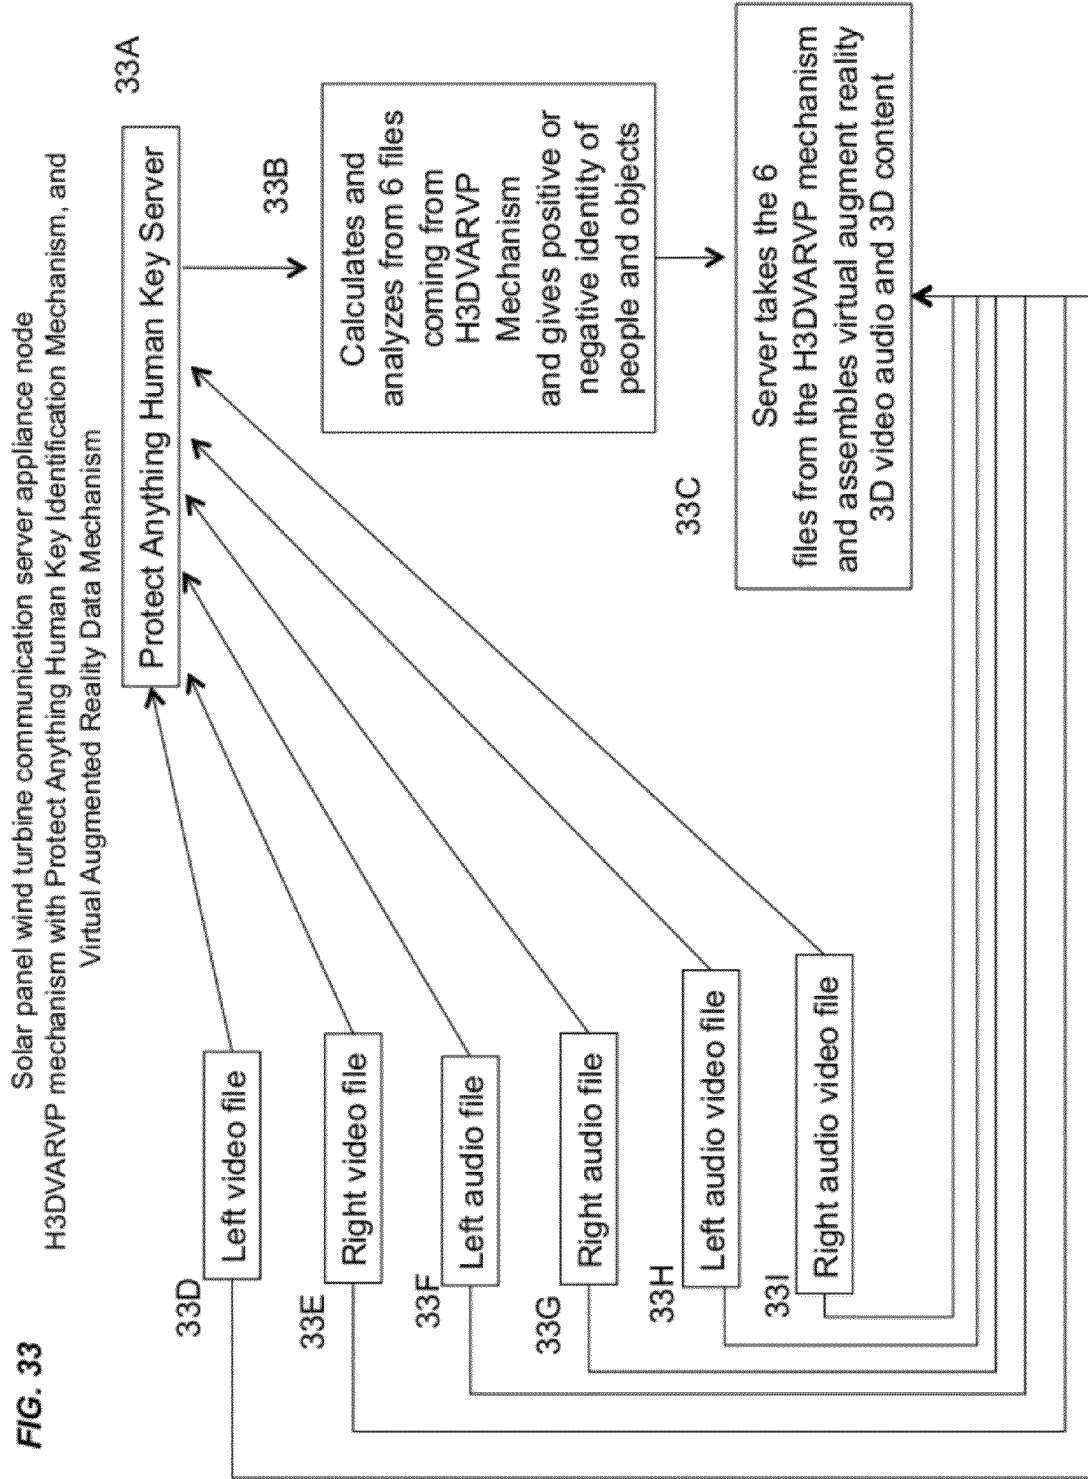 FIG. 33
Solar panel wind turbine communication server appliance node
H3DVARVP mechanism with Protect Anything Human Key Identification Mechanism, and
Virtual Augmented Reality Data Mechanism
33A
Protect Anything Human Key Server
33B
Calculates and
analyzes from 6 files
coming from
H3DVARVP
Mechanism
and gives positive or
negative identity of
people and objects
33C
Server takes the 6
files from the H3DVARVP mechanism
and assembles virtual augment reality
3D video audio and 3D content
33D
Left video file
33E
Right video file
33F
Left audio file
33G
Right audio file
33H
Left audio video file
33I
Right audio video file